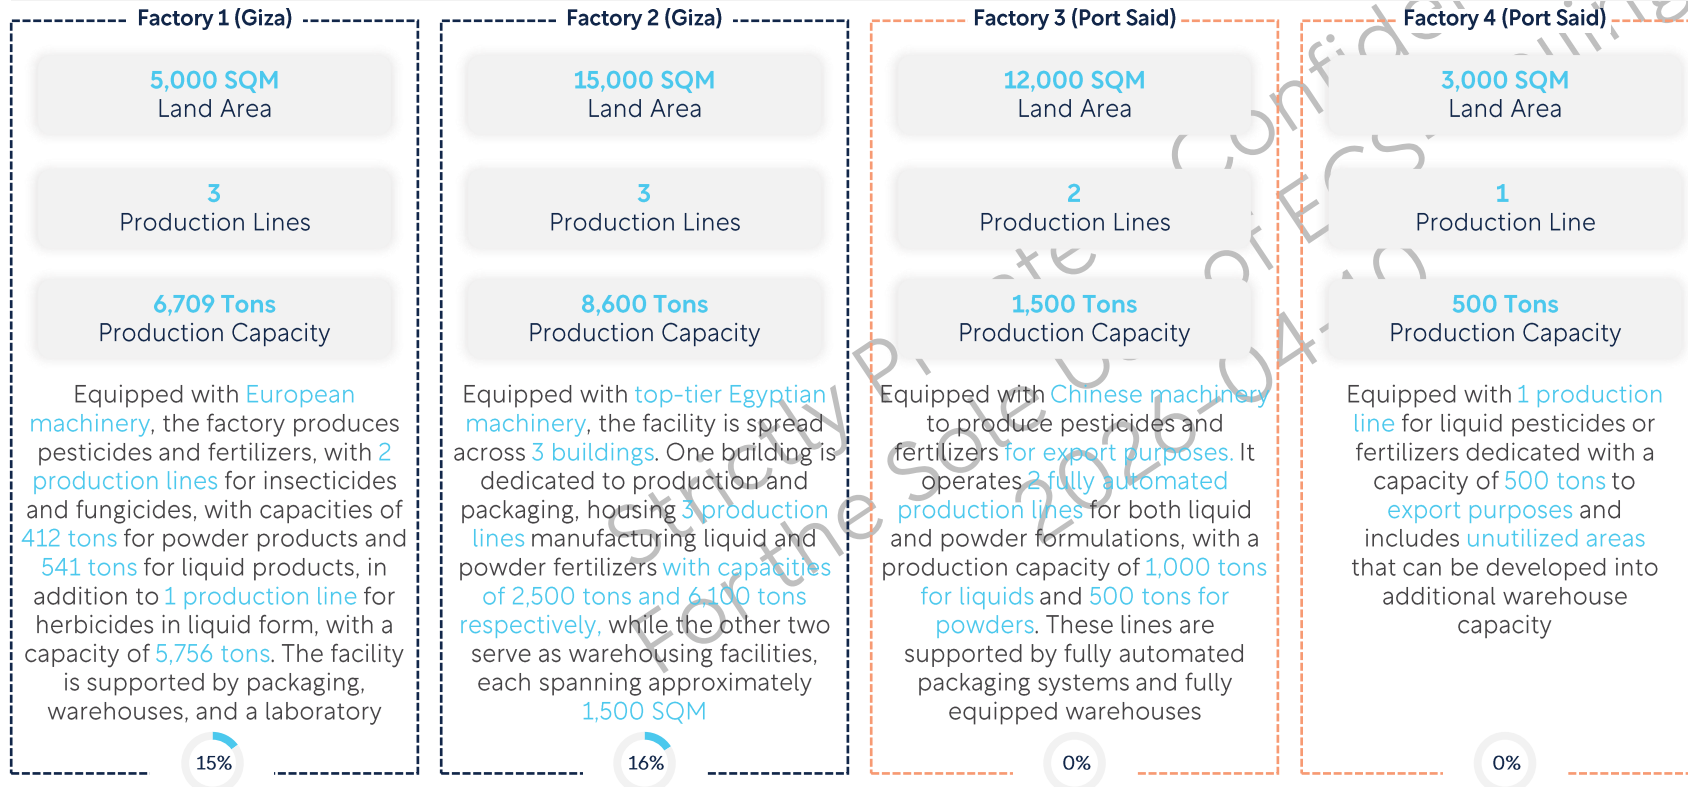 Factory 1 (Giza)
5,000 SQM
Land Area
3
Production Lines
6,709 Tons
Production Capacity
Equipped with European
machinery, the factory produces
pesticides and fertilizers, with 2
production lines for insecticides
and fungicides, with capacities of
412 tons for powder products and
541 tons for liquid products, in
addition to 1 production line for
herbicides in liquid form, with a
capacity of 5,756 tons. The facility
is supported by packaging,
warehouses, and a laboratory
15%
Factory 2 (Giza)
15,000 SQM
Land Area
3
Production Lines
8,600 Tons
Production Capacity
Equipped with top-tier Egyptian
machinery, the facility is spread
across 3 buildings. One building is
dedicated to production and
packaging, housing 3 production
lines manufacturing liquid and
powder fertilizers with capacities
of 2,500 tons and 6,100 tons
respectively, while the other two
serve as warehousing facilities,
each spanning approximately
1,500 SQM
16%
Factory 3 (Port Said)
12,000 SQM
Land Area
2
Production Lines
1,500 Tons
Production Capacity
Equipped with Chinese machinery
to produce pesticides and
fertilizers for export purposes. It
operates 2 fully automated
production lines for both liquid
and powder formulations, with a
production capacity of 1,000 tons
for liquids and 500 tons for
powders. These lines are
supported by fully automated
packaging systems and fully
equipped warehouses
0%
Factory 4 (Port Said)
3,000 SQM
Land Area
1
Production Line
500 Tons
Production Capacity
Equipped with 1 production
line for liquid pesticides or
fertilizers dedicated with a
capacity of 500 tons to
export purposes and
includes unutilized areas
that can be developed into
additional warehouse
capacity
0%
Strictly
For the Sole of
2026-04-